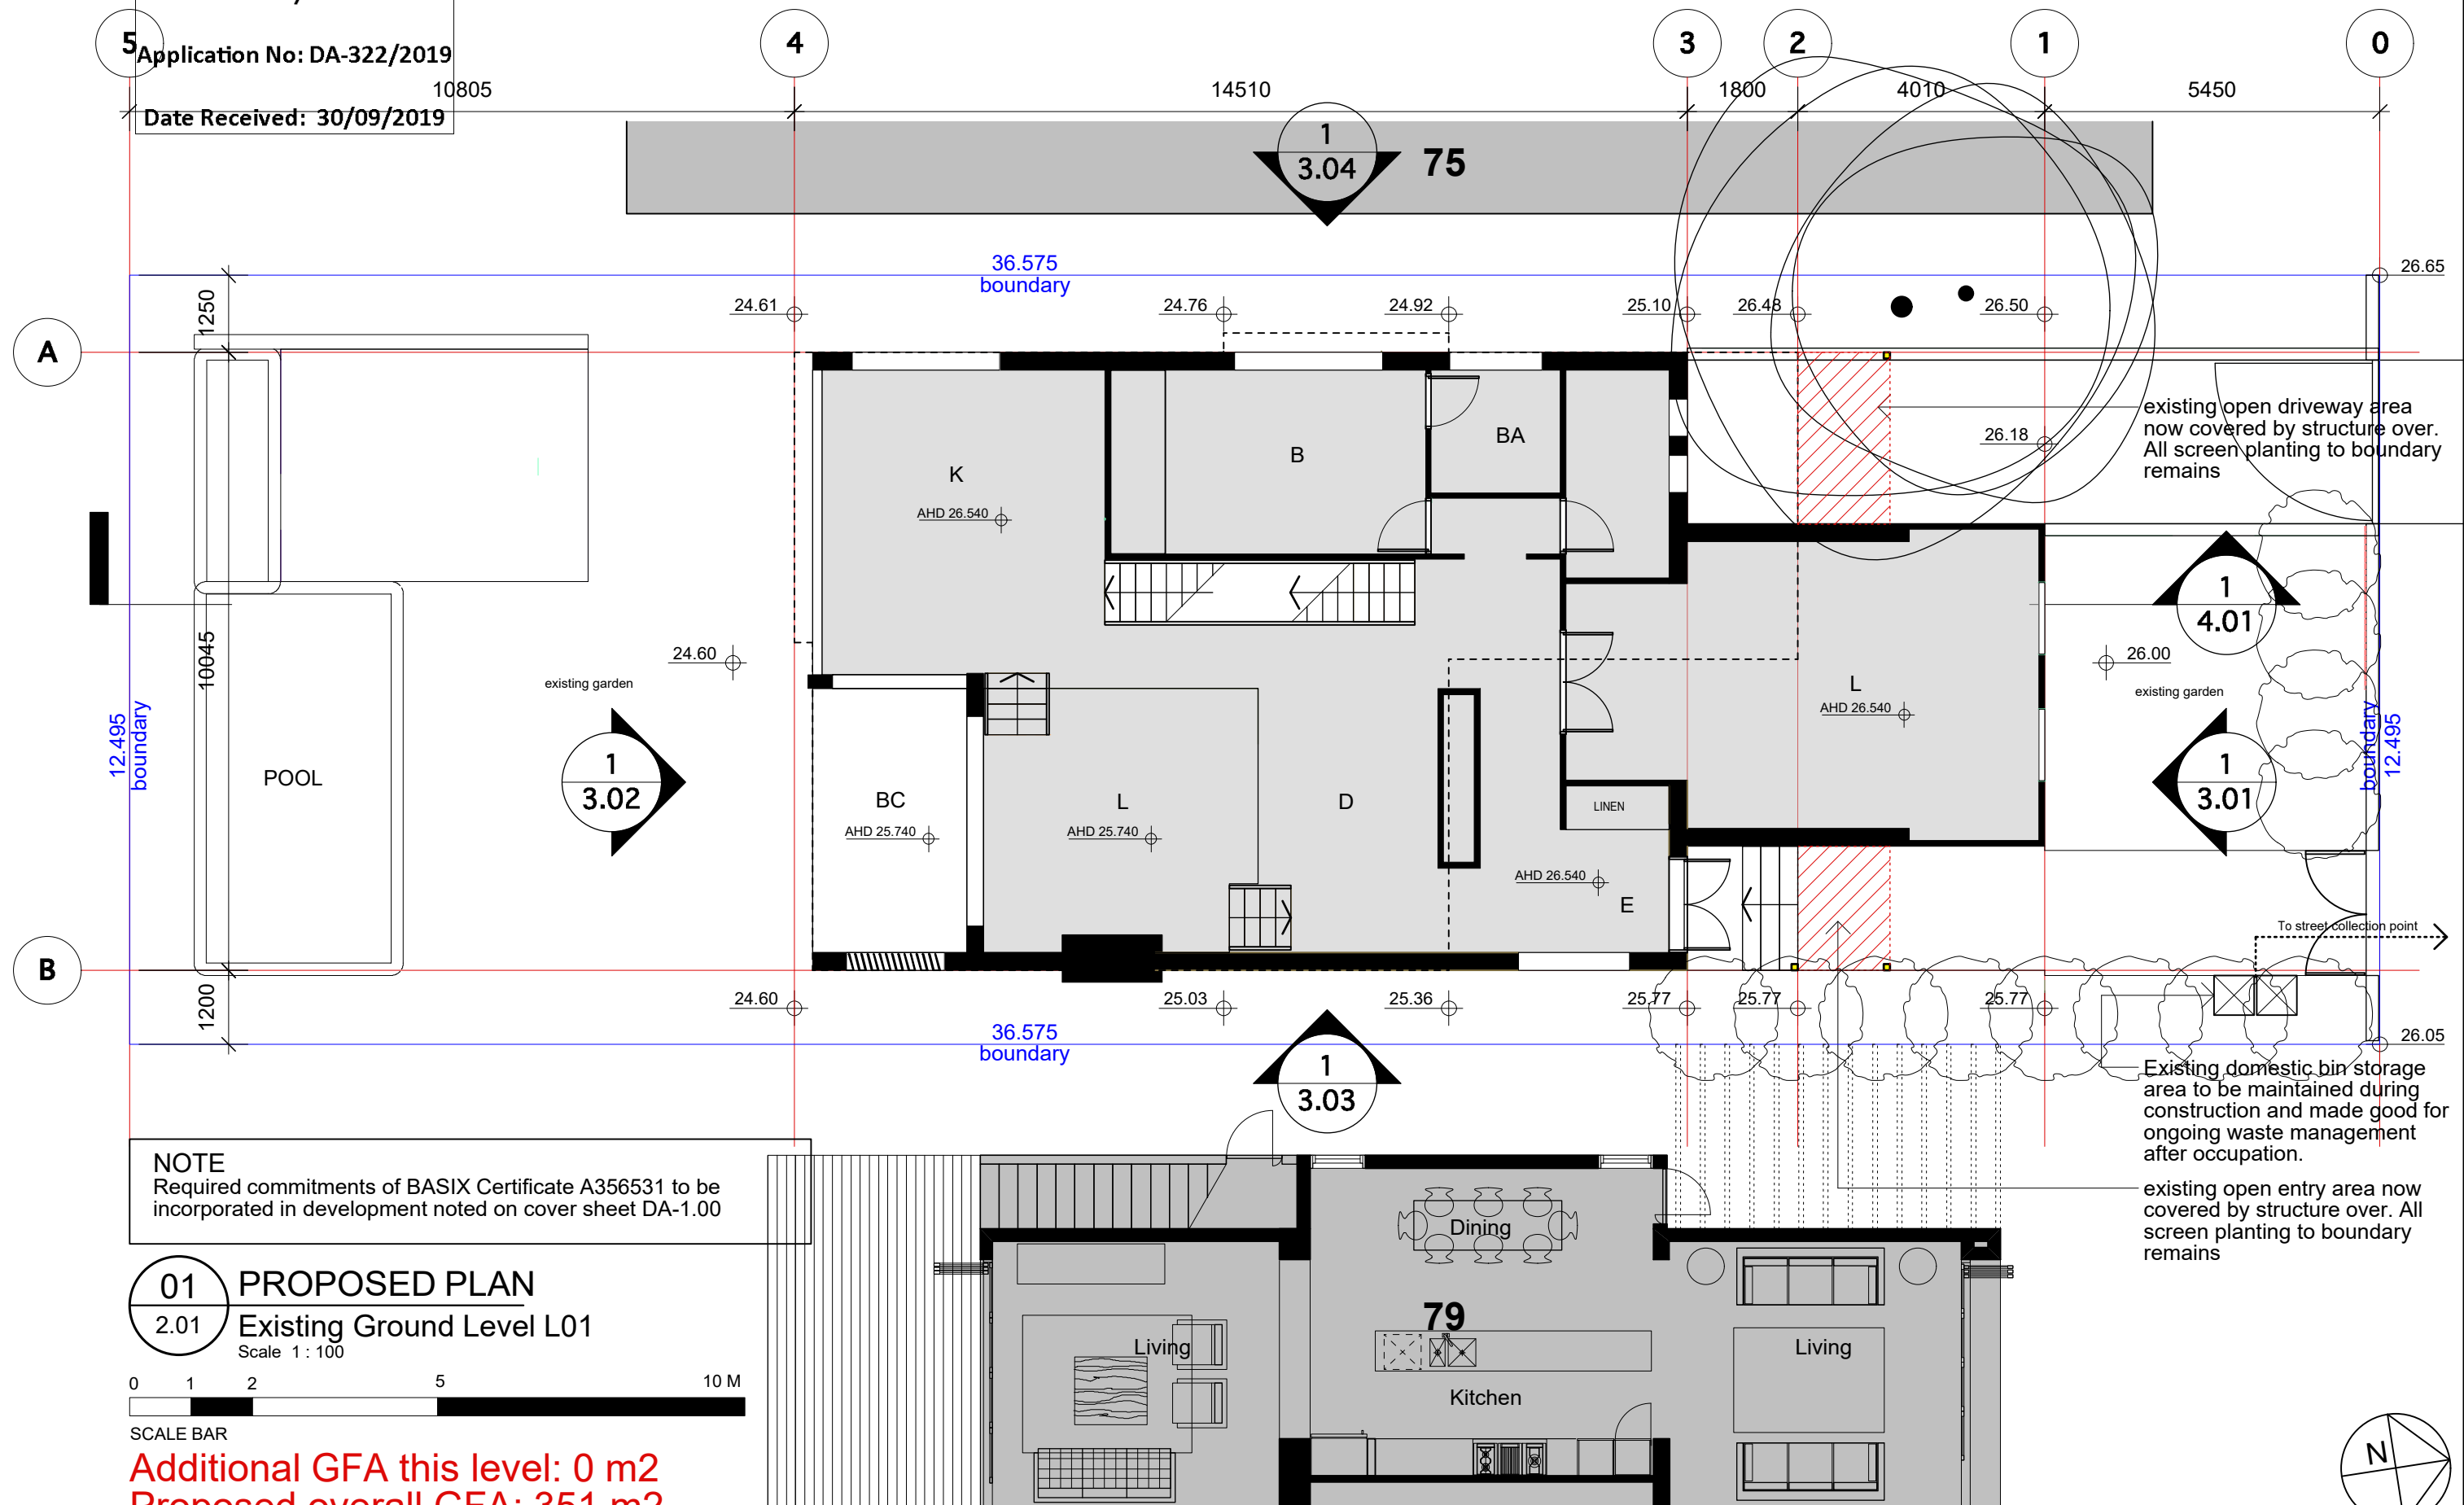 5
4
3
2
1
0
Application No: DA-322/2019
Date Received: 30/09/2019
10805
14510
1800
4010
5450
1
3.04
75
36.575
boundary
26.65
1250
24.61
24.76
24.92
25.10
26.48
26.50
A
existing open driveway area
now covered by structure over.
All screen planting to boundary
remains
26.18
K
AHD 26.540
B
BA
1
4.01
10045
24.60
existing garden
26.00
existing garden
L
AHD 26.540
12.495
boundary
boundary
12.495
POOL
1
3.02
BC
AHD 25.740
L
AHD 25.740
D
LINEN
1
3.01
AHD 26.540
E
To street collection point
B
1200
24.60
25.03
25.36
25.77
25.77
25.77
36.575
boundary
26.05
1
3.03
Existing domestic bin storage
area to be maintained during
construction and made good for
ongoing waste management
after occupation.
existing open entry area now
covered by structure over. All
screen planting to boundary
remains
NOTE
Required commitments of BASIX Certificate A356531 to be
incorporated in development noted on cover sheet DA-1.00
01
2.01
PROPOSED PLAN
Existing Ground Level L01
Scale 1 : 100
0 1 2 5 10 M
SCALE BAR
Additional GFA this level: 0 m2
Proposed overall GFA: 351 m2
Dining
79
Living
Living
Kitchen
N